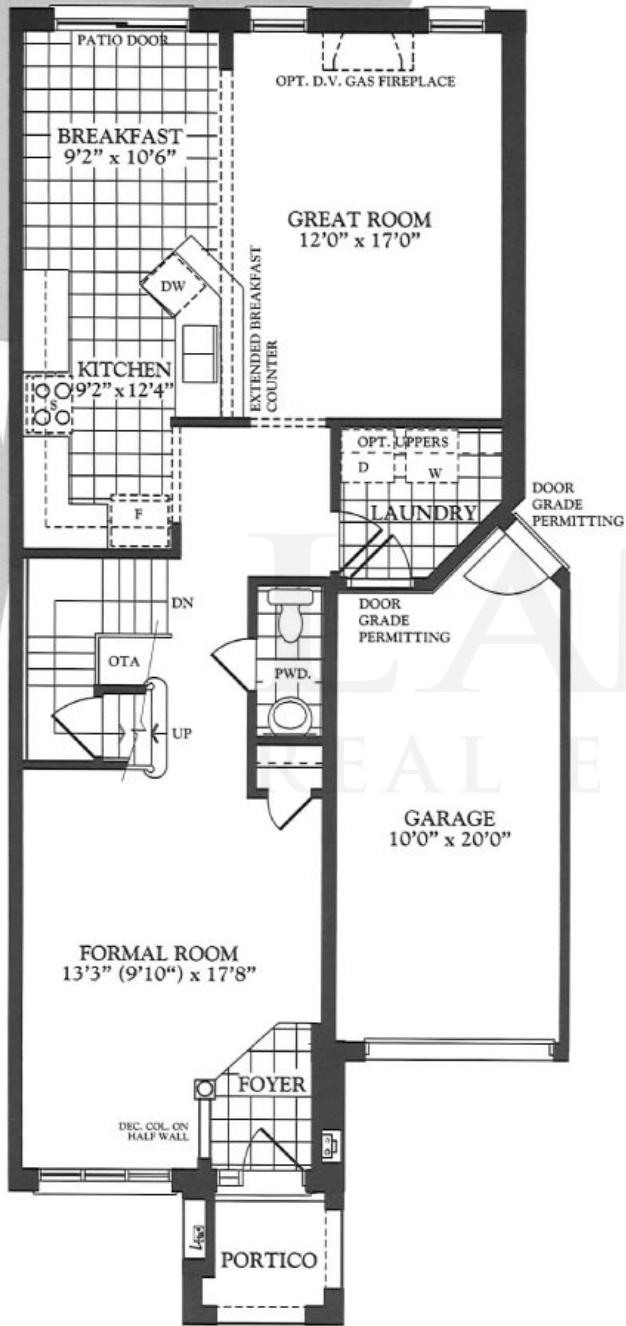 PATIO DOOR
OPT. D.V. GAS FIREPLACE
BREAKFAST
9'2" x 10'6"
GREAT ROOM
12'0" x 17'0"
DW
EXTENDED BREAKFAST
COUNTER
KITCHEN
9'2" x 12'4"
S
F
OPT. UPPERS
D
W
LAUNDRY
DOOR
GRADE
PERMITTING
DOOR
GRADE
PERMITTING
DN
OTA
UP
PWD.
GARAGE
10'0" x 20'0"
FORMAL ROOM
13'3" (9'10") x 17'8"
FOYER
DEC. COL. ON
HALF WALL
PORTICO
LA
REAL E